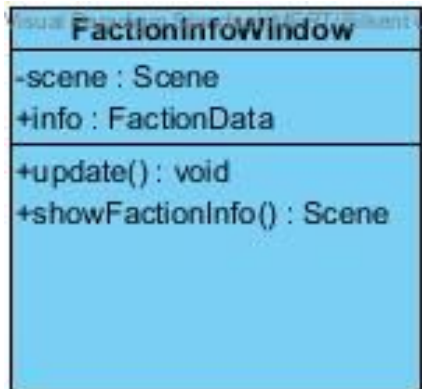 FactionInfoWindow
-scene : Scene
+info : FactionData
+update() : void
+showFactionInfo() : Scene